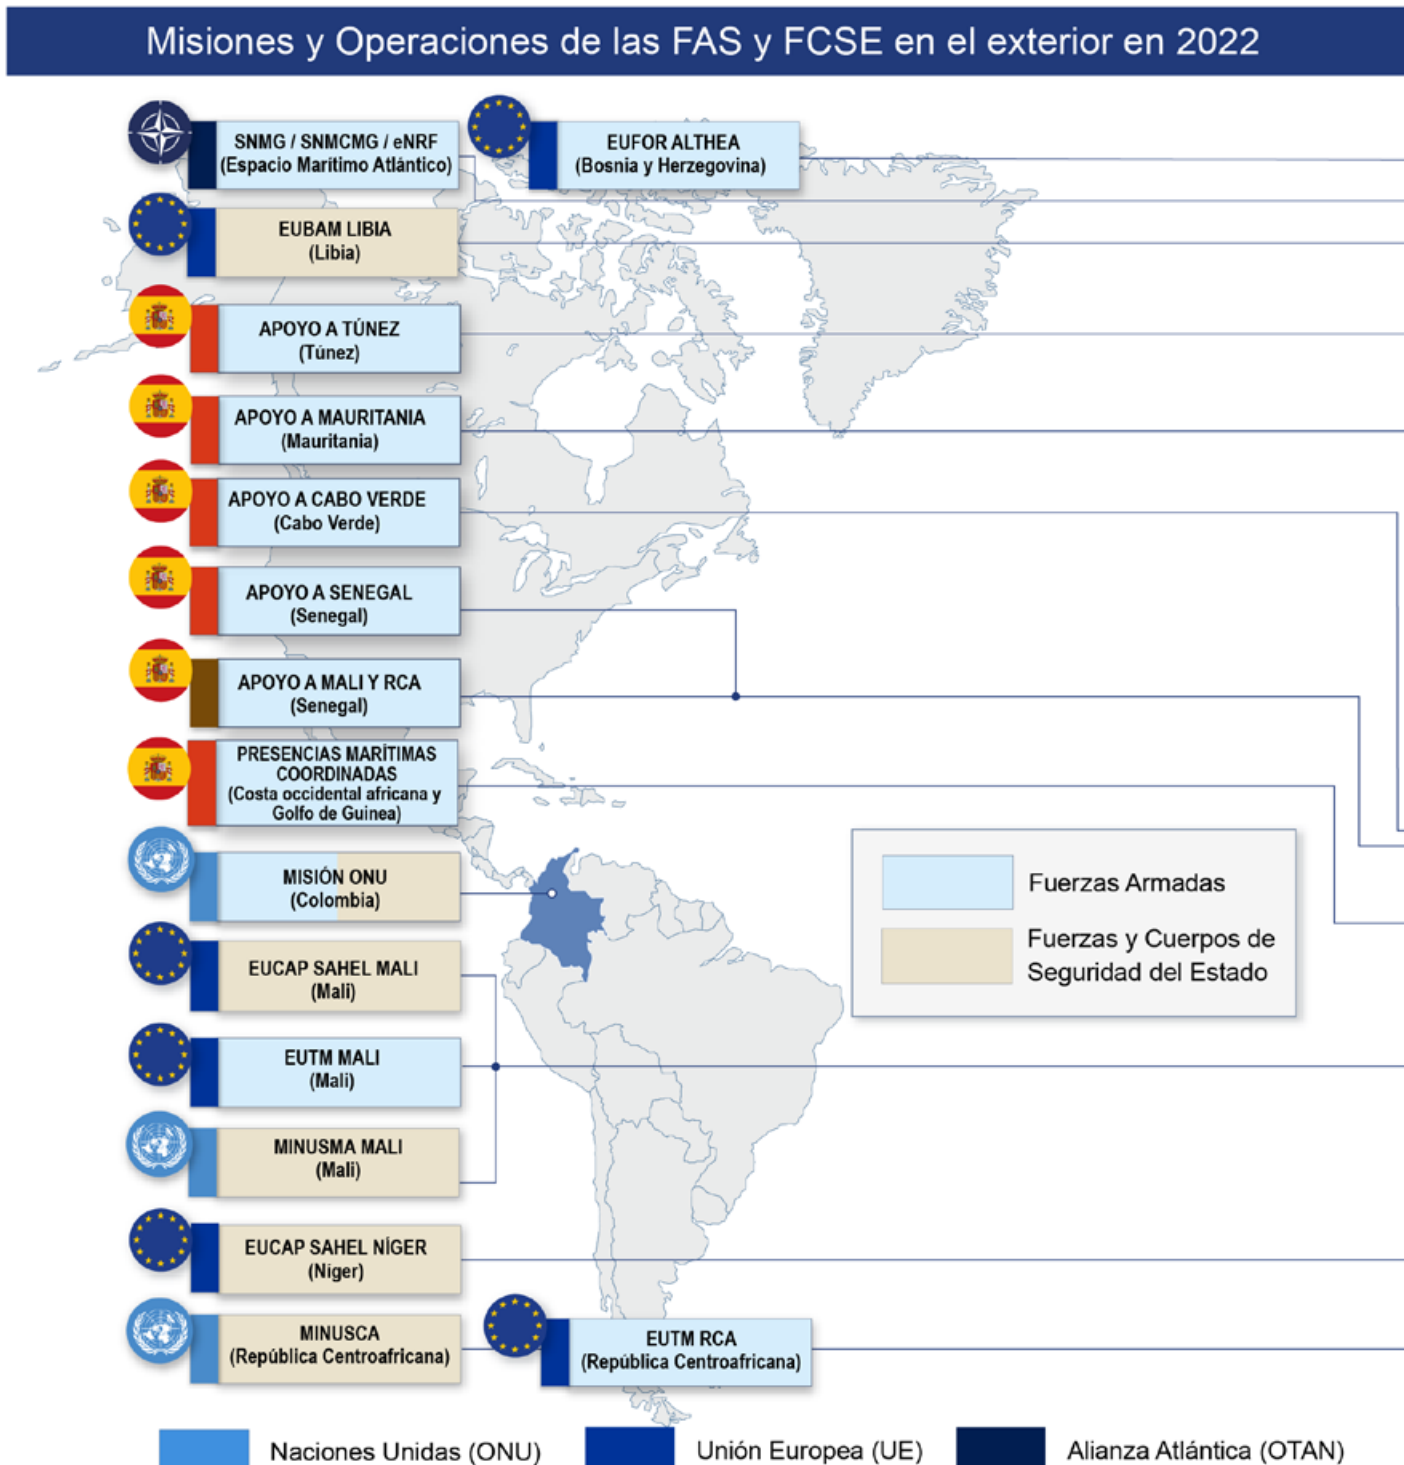 Misiones y Operaciones de las FAS y FCSE en el exterior en 2022
SNMG / SNMCMG / eNRF
(Espacio Marítimo Atlántico)
EUFOR ALTHEA
(Bosnia y Herzegovina)
EUBAM LIBIA
(Libia)
APOYO A TÚNEZ
(Túnez)
APOYO A MAURITANIA
(Mauritania)
APOYO A CABO VERDE
(Cabo Verde)
APOYO A SENEGAL
(Senegal)
APOYO A MALI Y RCA
(Senegal)
PRESENCIAS MARÍTIMAS
COORDINADAS
(Costa occidental africana y
Golfo de Guinea)
MISIÓN ONU
(Colombia)
EUCAP SAHEL MALI
(Mali)
EUTM MALI
(Mali)
MINUSMA MALI
(Mali)
EUCAP SAHEL NÍGER
(Níger)
MINUSCA
(República Centroafricana)
EUTM RCA
(República Centroafricana)
Fuerzas Armadas
Fuerzas y Cuerpos de
Seguridad del Estado
Naciones Unidas (ONU)
Unión Europea (UE)
Alianza Atlántica (OTAN)